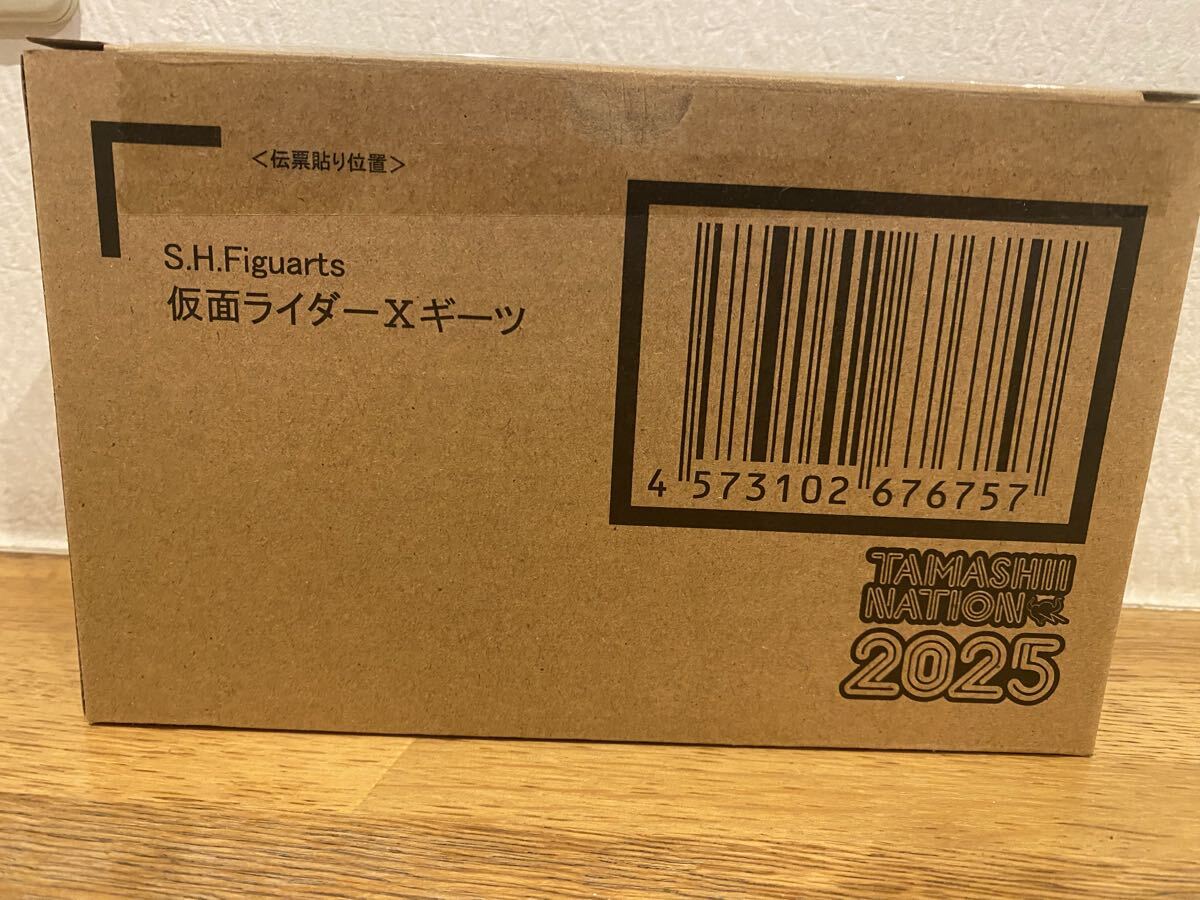 <伝票貼り位置>
S.H.Figuarts
仮面ライダーXギーツ
4 573102 676757
TAMASHII
NATION
2025